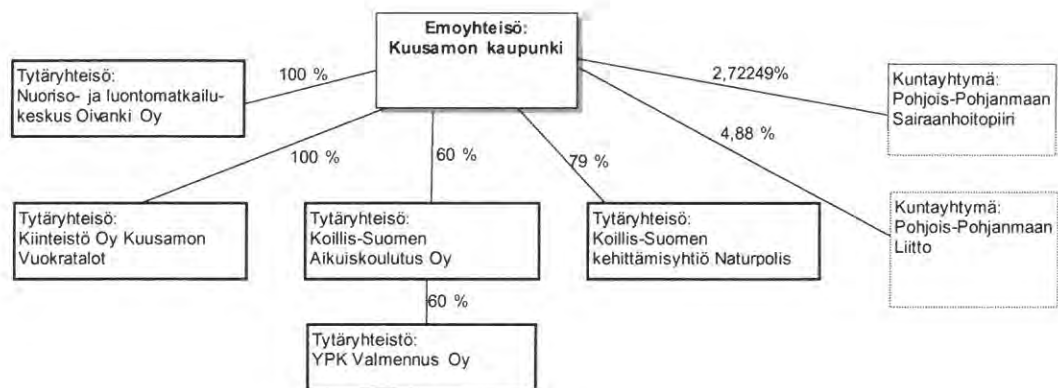 Emoyhteisö:
Kuusamon kaupunki
100 %
2,72249%
Tytäryhteisö:
Nuoriso- ja luontomatkailu-
keskus Oivanki Oy
Kuntayhtymä:
Pohjois-Pohjanmaan
Sairaanhoitopiiri
100 %
60 %
79 %
4,88 %
Tytäryhteisö:
Kiinteistö Oy Kuusamon
Vuokratalot
Tytäryhteisö:
Koillis-Suomen
Aikuiskoulutus Oy
Tytäryhteisö:
Koillis-Suomen
kehittämisyhtiö Naturpolis
Kuntayhtymä:
Pohjois-Pohjanmaan
Liitto
60 %
Tytäryhteistö:
YPK Valmennus Oy